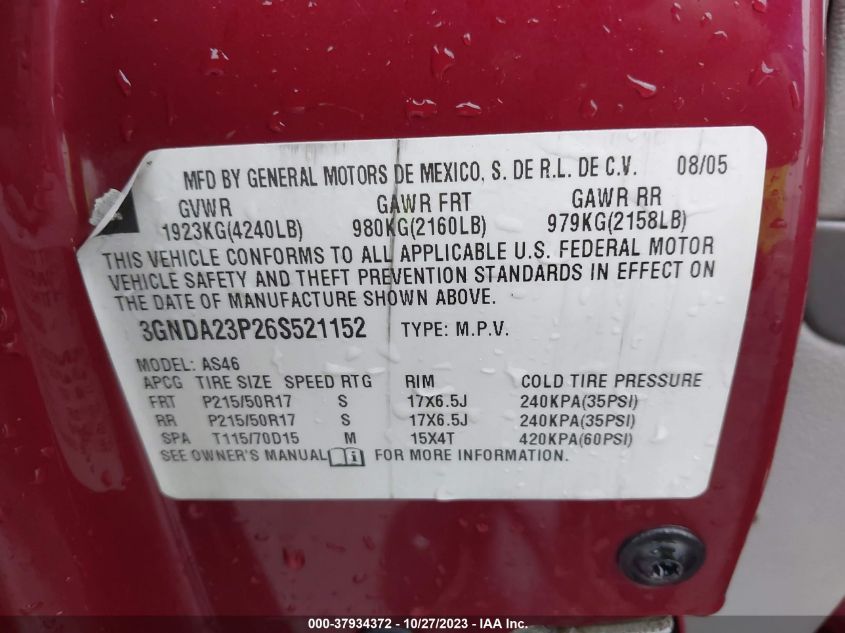 MFD BY GENERAL MOTORS DE MEXICO, S. DE R.L. DE C.V. 08/05
GVWR GAWR FRT GAWR RR
1923KG(4240LB) 980KG(2160LB) 979KG(2158LB)
THIS VEHICLE CONFORMS TO ALL APPLICABLE U.S. FEDERAL MOTOR
VEHICLE SAFETY AND THEFT PREVENTION STANDARDS IN EFFECT ON
THE DATE OF MANUFACTURE SHOWN ABOVE.
3GNDA23P26S521152 TYPE: M.P.V.
MODEL: AS46
APCG TIRE SIZE SPEED RTG RIM COLD TIRE PRESSURE
FRT P215/50R17 S 17X6.5J 240KPA(35PSI)
RR P215/50R17 S 17X6.5J 240KPA(35PSI)
SPA T115/70D15 M 15X4T 420KPA(60PSI)
SEE OWNER'S MANUAL FOR MORE INFORMATION.
000-37934372 | 10/27/2023 - IAA Inc.